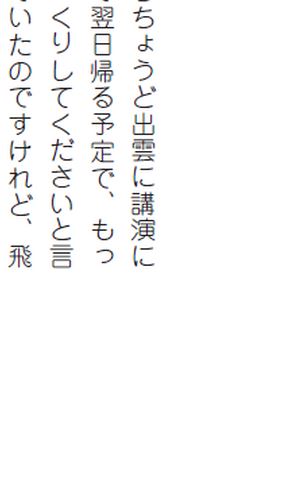 ちょうど出雲に講演に
翌日帰る予定で、もっ
くりしてくださいと言
いたのですけれど、飛